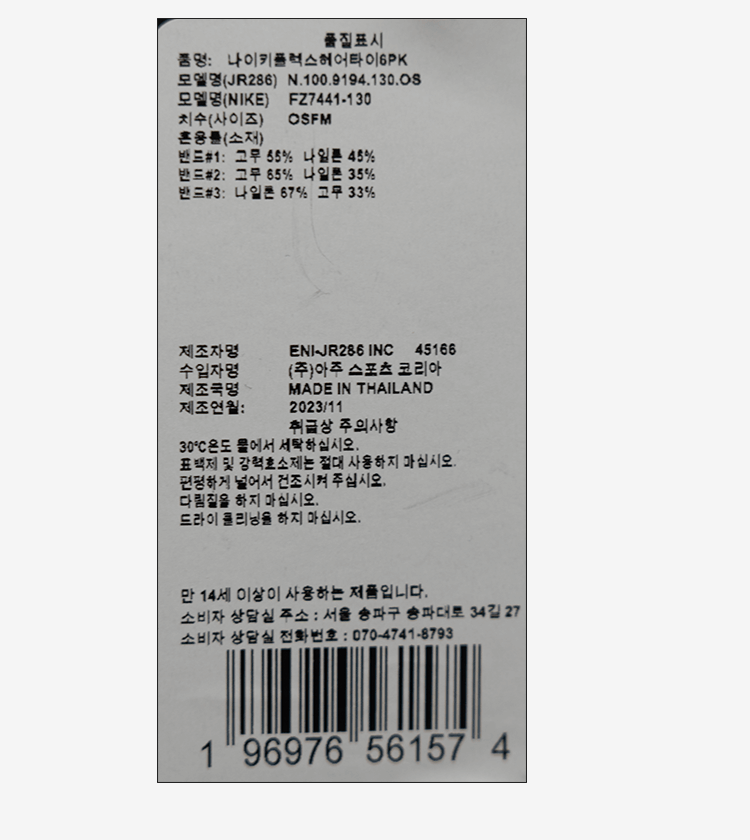 품질표시
품명: 나이키플렉스헤어타이6PK
모델명(JR286) N.100.9194.130.OS
모델명(NIKE) FZ7441-130
치수(사이즈) OSFM
혼용률(소재)
밴드#1: 고무 55% 나일론 45%
밴드#2: 고무 65% 나일론 35%
밴드#3: 나일론 67% 고무 33%
제조자명 ENI-JR286 INC 45166
수입자명 (주)아주 스포츠 코리아
제조국명 MADE IN THAILAND
제조연월: 2023/11
취급상 주의사항
30℃온도 물에서 세탁하십시오.
표백제 및 강력효소제는 절대 사용하지 마십시오.
편평하게 널어서 건조시켜 주십시오.
다림질을 하지 마십시오.
드라이 클리닝을 하지 마십시오.
만 14세 이상이 사용하는 제품입니다.
소비자 상담실 주소 : 서울 송파구 송파대로 34길 27
소비자 상담실 전화번호 : 070-4741-8793
1 96976 56157 4